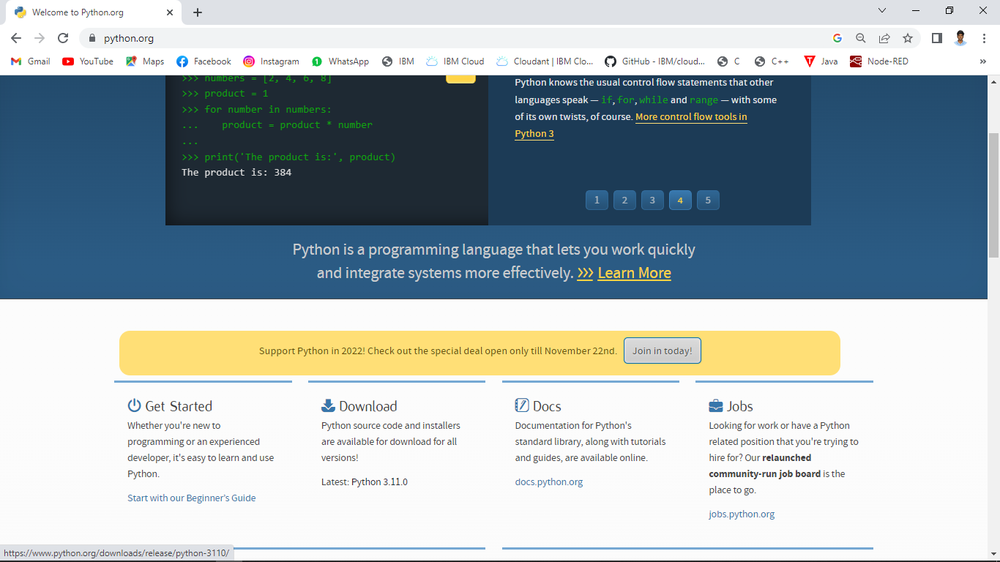 Welcome to Python.org
python.org
Gmail YouTube Maps Facebook Instagram WhatsApp IBM IBM Cloud Cloudant | IBM Clo... GitHub - IBM/cloud... C C++ Java Node-RED »
>>> numbers = [2, 4, 6, 8]
>>> product = 1
>>> for number in numbers:
...    product = product * number
...
>>> print('The product is:', product)
The product is: 384
Python knows the usual control flow statements that other
languages speak — if, for, while and range — with some
of its own twists, of course. More control flow tools in
Python 3
1 2 3 4 5
Python is a programming language that lets you work quickly
and integrate systems more effectively. >>> Learn More
Support Python in 2022! Check out the special deal open only till November 22nd. Join in today!
Get Started
Whether you're new to
programming or an experienced
developer, it's easy to learn and use
Python.
Start with our Beginner's Guide
Download
Python source code and installers
are available for download for all
versions!
Latest: Python 3.11.0
Docs
Documentation for Python's
standard library, along with tutorials
and guides, are available online.
docs.python.org
Jobs
Looking for work or have a Python
related position that you're trying to
hire for? Our relaunched
community-run job board is the
place to go.
jobs.python.org
https://www.python.org/downloads/release/python-3110/